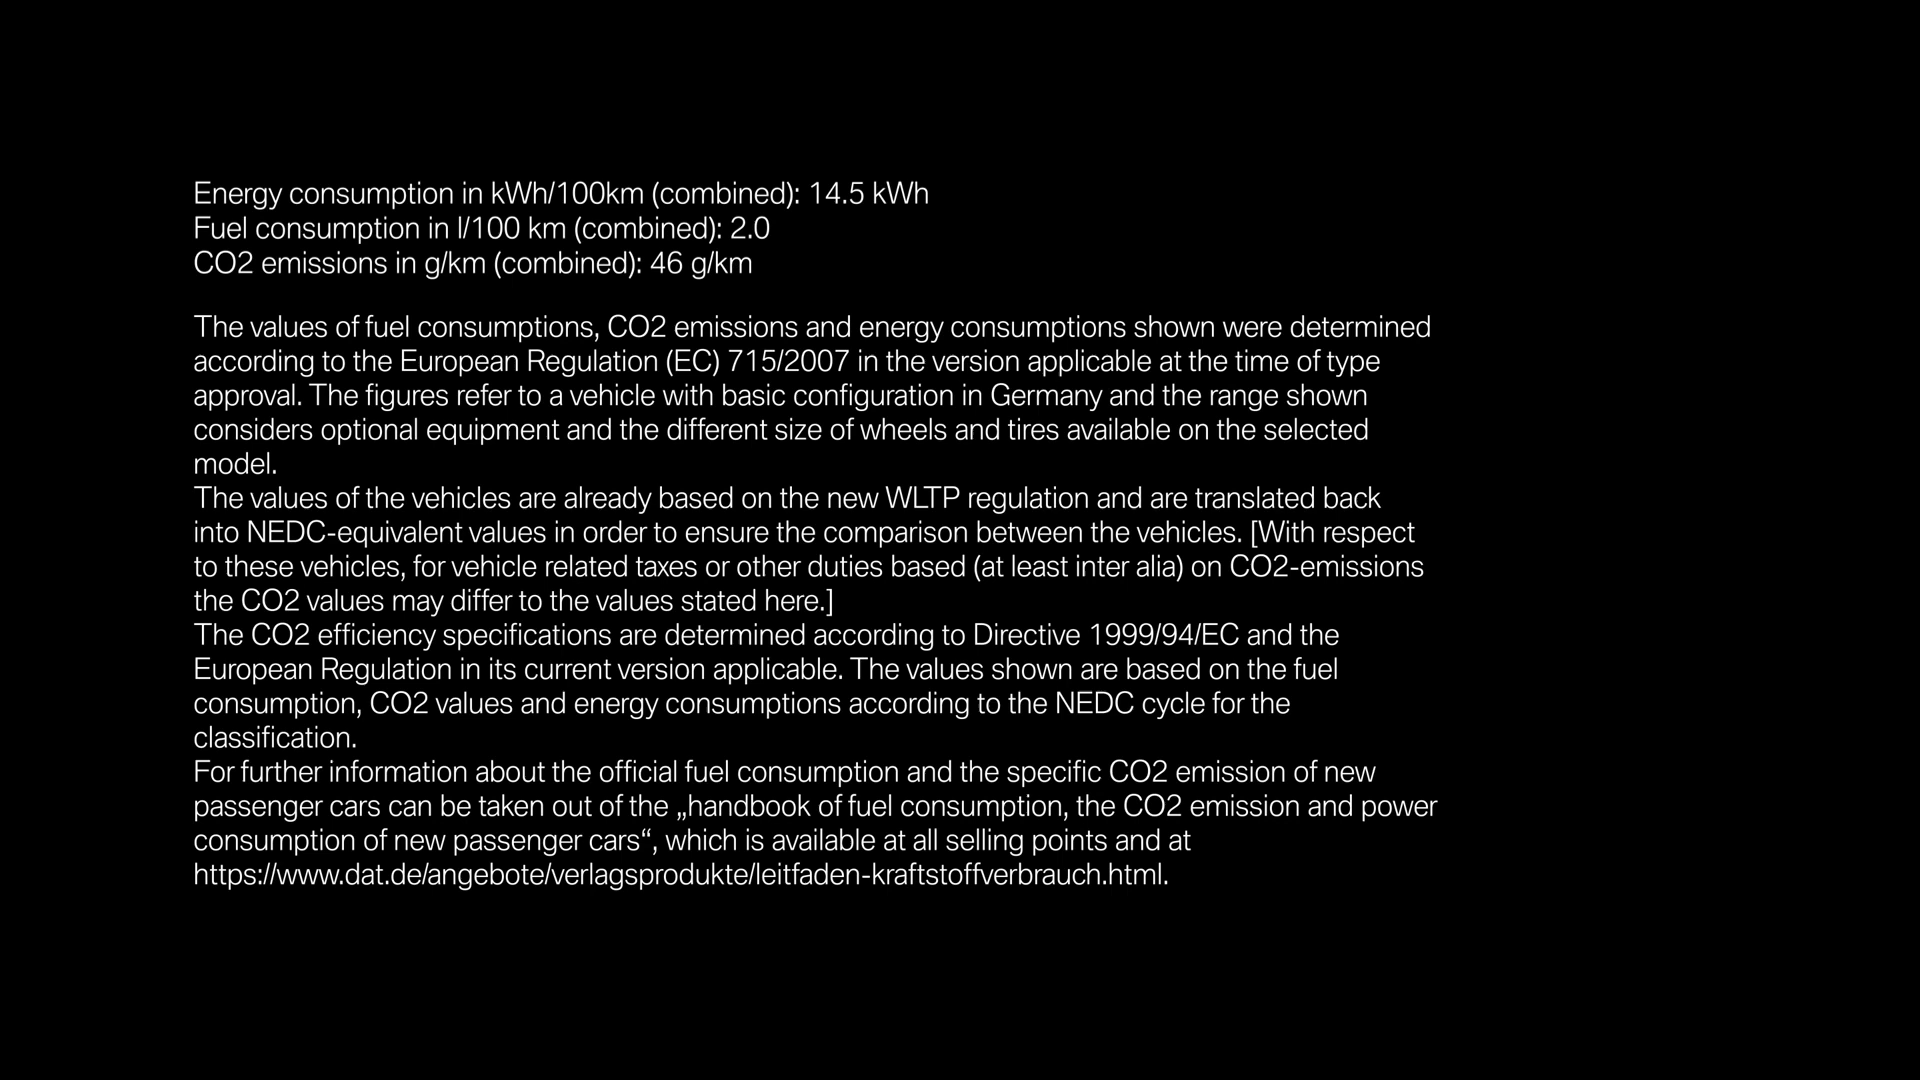 Energy consumption in kWh/100km (combined): 14.5 kWh
Fuel consumption in l/100 km (combined): 2.0
CO2 emissions in g/km (combined): 46 g/km
The values of fuel consumptions, CO2 emissions and energy consumptions shown were determined
according to the European Regulation (EC) 715/2007 in the version applicable at the time of type
approval. The figures refer to a vehicle with basic configuration in Germany and the range shown
considers optional equipment and the different size of wheels and tires available on the selected
model.
The values of the vehicles are already based on the new WLTP regulation and are translated back
into NEDC-equivalent values in order to ensure the comparison between the vehicles. [With respect
to these vehicles, for vehicle related taxes or other duties based (at least inter alia) on CO2-emissions
the CO2 values may differ to the values stated here.]
The CO2 efficiency specifications are determined according to Directive 1999/94/EC and the
European Regulation in its current version applicable. The values shown are based on the fuel
consumption, CO2 values and energy consumptions according to the NEDC cycle for the
classification.
For further information about the official fuel consumption and the specific CO2 emission of new
passenger cars can be taken out of the „handbook of fuel consumption, the CO2 emission and power
consumption of new passenger cars“, which is available at all selling points and at
https://www.dat.de/angebote/verlagsprodukte/leitfaden-kraftstoffverbrauch.html.